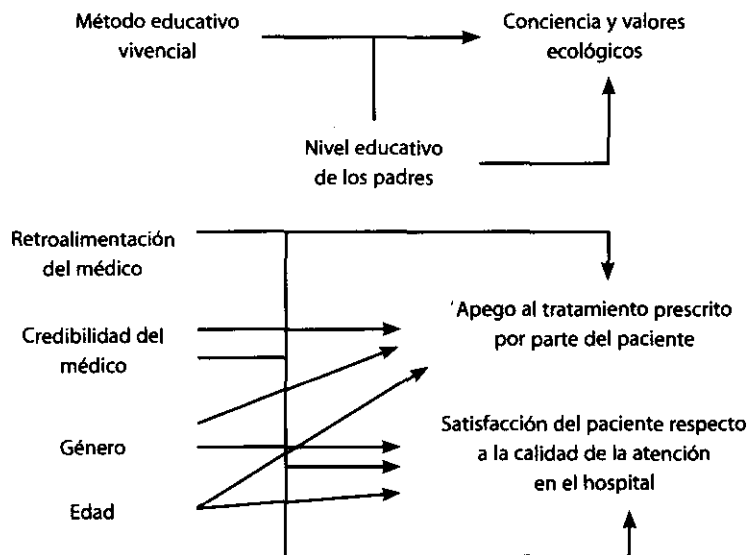 Método educativo
vivencial
Conciencia y valores
ecológicos
Nivel educativo
de los padres
Retroalimentación
del médico
Apego al tratamiento prescrito
por parte del paciente
Credibilidad del
médico
Género
Satisfacción del paciente respecto
a la calidad de la atención
en el hospital
Edad